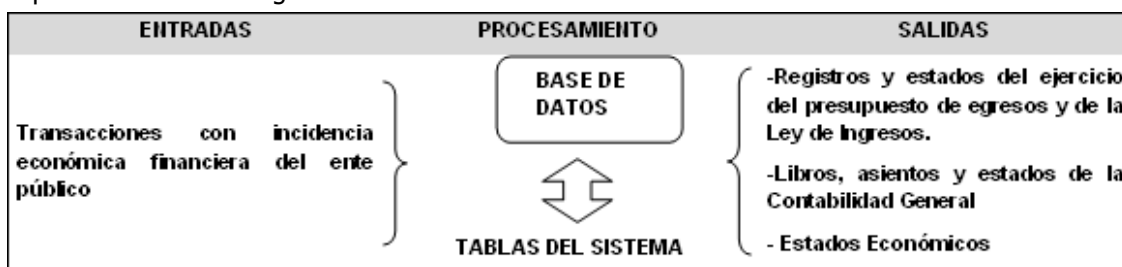 ENTRADAS
PROCESAMIENTO
SALIDAS
Transacciones con incidencia
económica financiera del ente
público
BASE DE
DATOS
TABLAS DEL SISTEMA
-Registros y estados del ejercicio
del presupuesto de egresos y de la
Ley de Ingresos.
-Libros, asientos y estados de la
Contabilidad General
- Estados Económicos